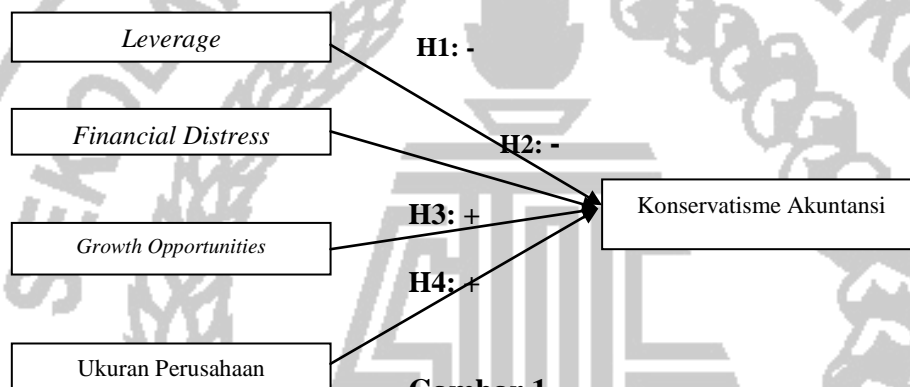 Leverage
H1: -
Financial Distress
H2: -
Konservatisme Akuntansi
H3: +
Growth Opportunities
H4: +
Ukuran Perusahaan
Gambar 1